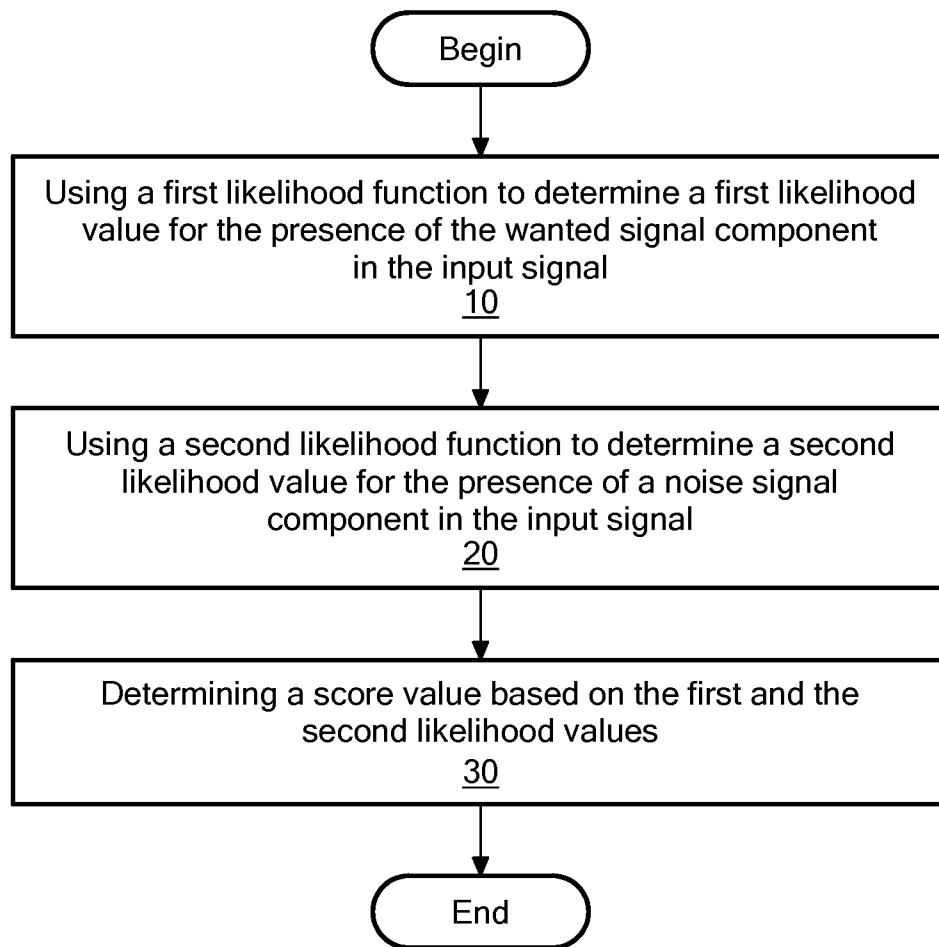 Begin
Using a first likelihood function to determine a first likelihood
value for the presence of the wanted signal component
in the input signal
10
Using a second likelihood function to determine a second
likelihood value for the presence of a noise signal
component in the input signal
20
Determining a score value based on the first and the
second likelihood values
30
End